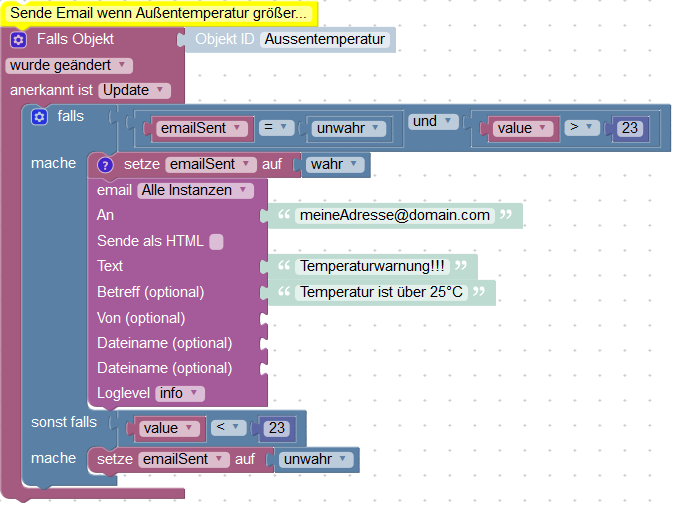 Sende Email wenn Außentemperatur größer...
Falls Objekt Objekt ID Aussentemperatur
wurde geändert
anerkannt ist Update
falls emailSent = unwahr und value > 23
mache ? setze emailSent auf wahr
email Alle Instanzen
An “ meineAdresse@domain.com ”
Sende als HTML
Text “ Temperaturwarnung!!! ”
Betreff (optional) “ Temperatur ist über 25°C ”
Von (optional)
Dateiname (optional)
Dateiname (optional)
Loglevel info
sonst falls value < 23
mache setze emailSent auf unwahr